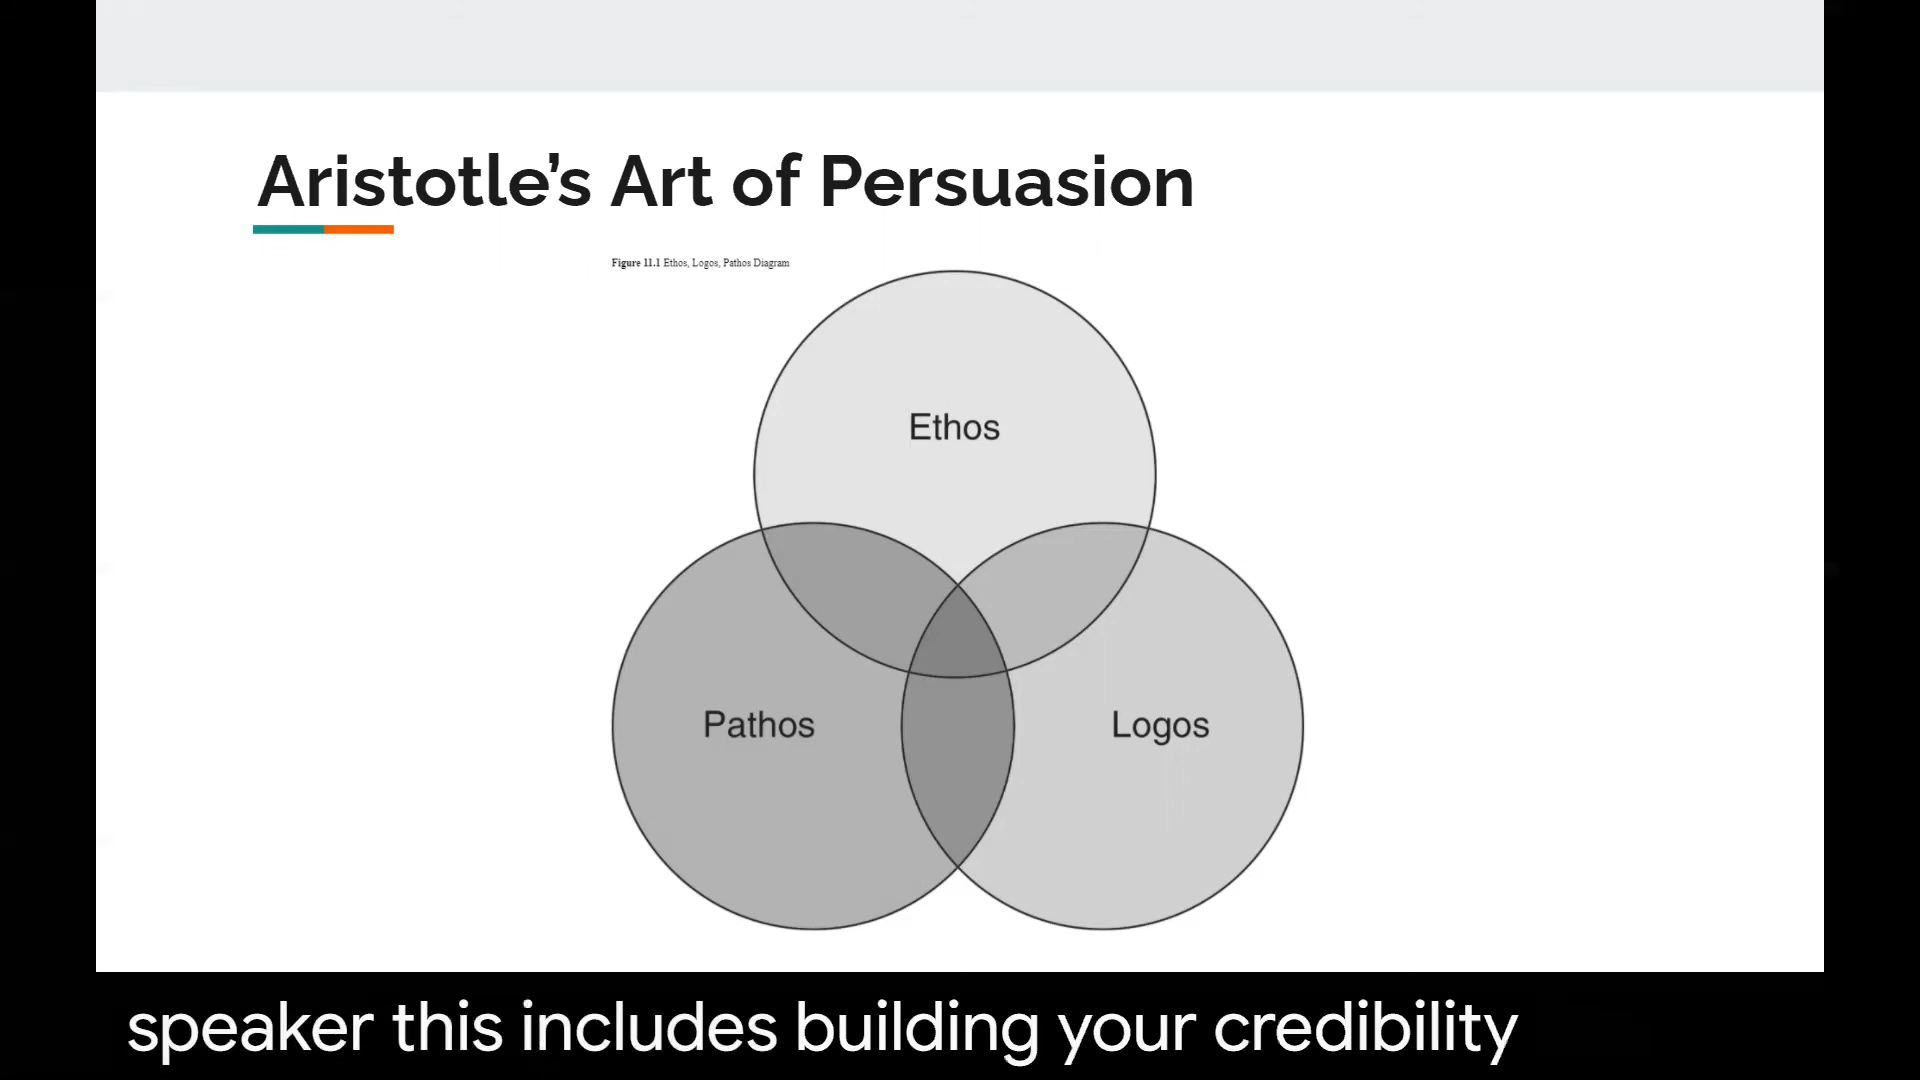 Aristotle’s Art of Persuasion
Figure 11.1 Ethos, Logos, Pathos Diagram
Ethos
Pathos
Logos
speaker this includes building your credibility